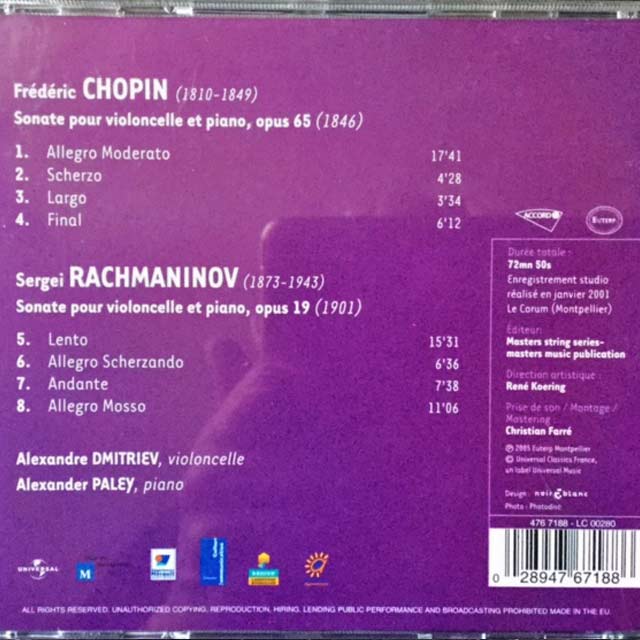 Frédéric CHOPIN (1810-1849)
Sonate pour violoncelle et piano, opus 65 (1846)
1. Allegro Moderato 17'41
2. Scherzo 4'28
3. Largo 3'34
4. Final 6'12
Sergei RACHMANINOV (1873-1943)
Sonate pour violoncelle et piano, opus 19 (1901)
5. Lento 15'31
6. Allegro Scherzando 6'36
7. Andante 7'38
8. Allegro Mosso 11'06
Alexandre DMITRIEV, violoncelle
Alexander PALEY, piano
ACCORD
EUTERP
Durée totale :
72mn 50s
Enregistrement studio
réalisé en janvier 2001
Le Corum (Montpellier)
Éditeur:
Masters string series-
masters music publication
Direction artistique :
René Koering
Prise de son / Montage /
Mastering :
Christian Farré
℗ 2005 Euterp Montpellier
© Universal Classics France,
un label Universal Music
Design : noir&blanc
Photo : Photodisc
476 7188 - LC 00280
0 28947 67188
UNIVERSAL
M
ALL RIGHTS RESERVED. UNAUTHORIZED COPYING, REPRODUCTION, HIRING, LENDING PUBLIC PERFORMANCE AND BROADCASTING PROHIBITED MADE IN THE EU.